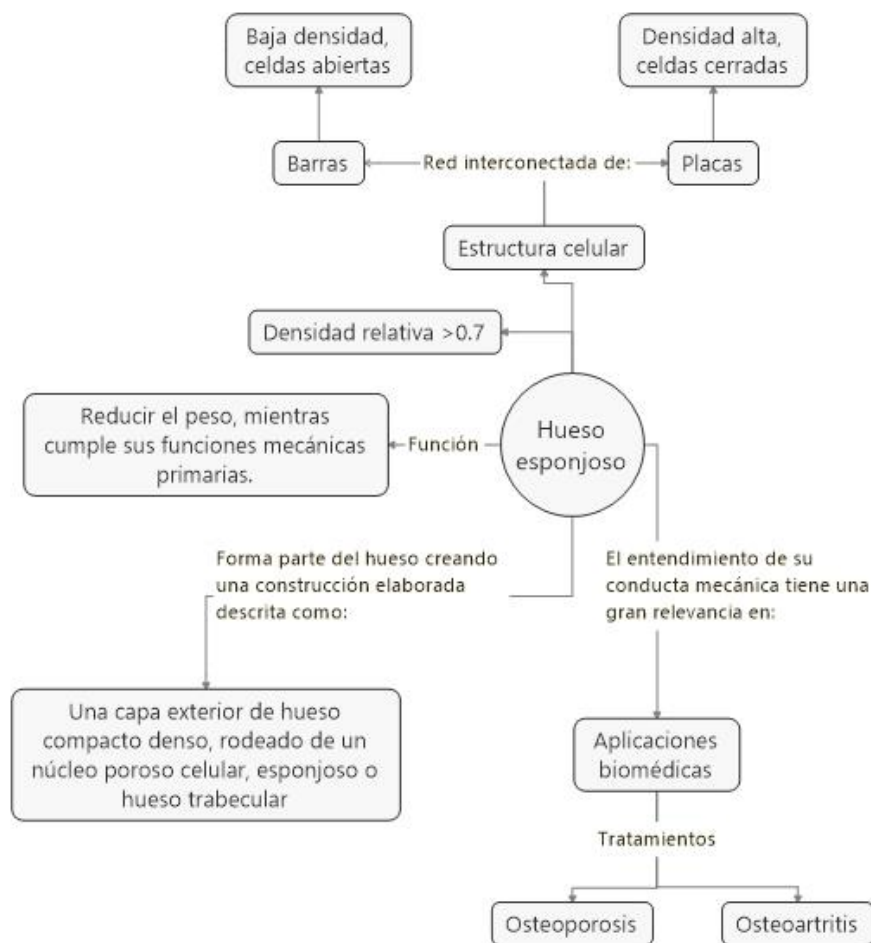 Baja densidad,
celdas abiertas
Densidad alta,
celdas cerradas
Barras
Red interconectada de:
Placas
Estructura celular
Densidad relativa >0.7
Reducir el peso, mientras
cumple sus funciones mecánicas
primarias.
Función
Hueso
esponjoso
Forma parte del hueso creando
una construcción elaborada
descrita como:
El entendimiento de su
conducta mecánica tiene una
gran relevancia en:
Una capa exterior de hueso
compacto denso, rodeado de un
núcleo poroso celular, esponjoso o
hueso trabecular
Aplicaciones
biomédicas
Tratamientos
Osteoporosis
Osteoartritis